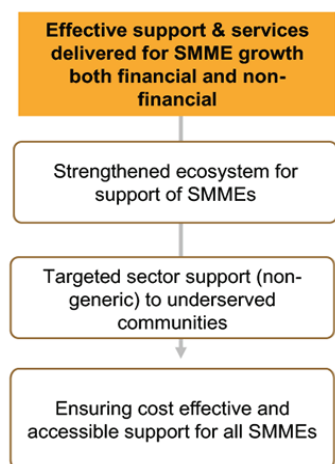 Effective support & services
delivered for SMME growth
both financial and non-
financial
Strengthened ecosystem for
support of SMMEs
Targeted sector support (non-
generic) to underserved
communities
Ensuring cost effective and
accessible support for all SMMEs